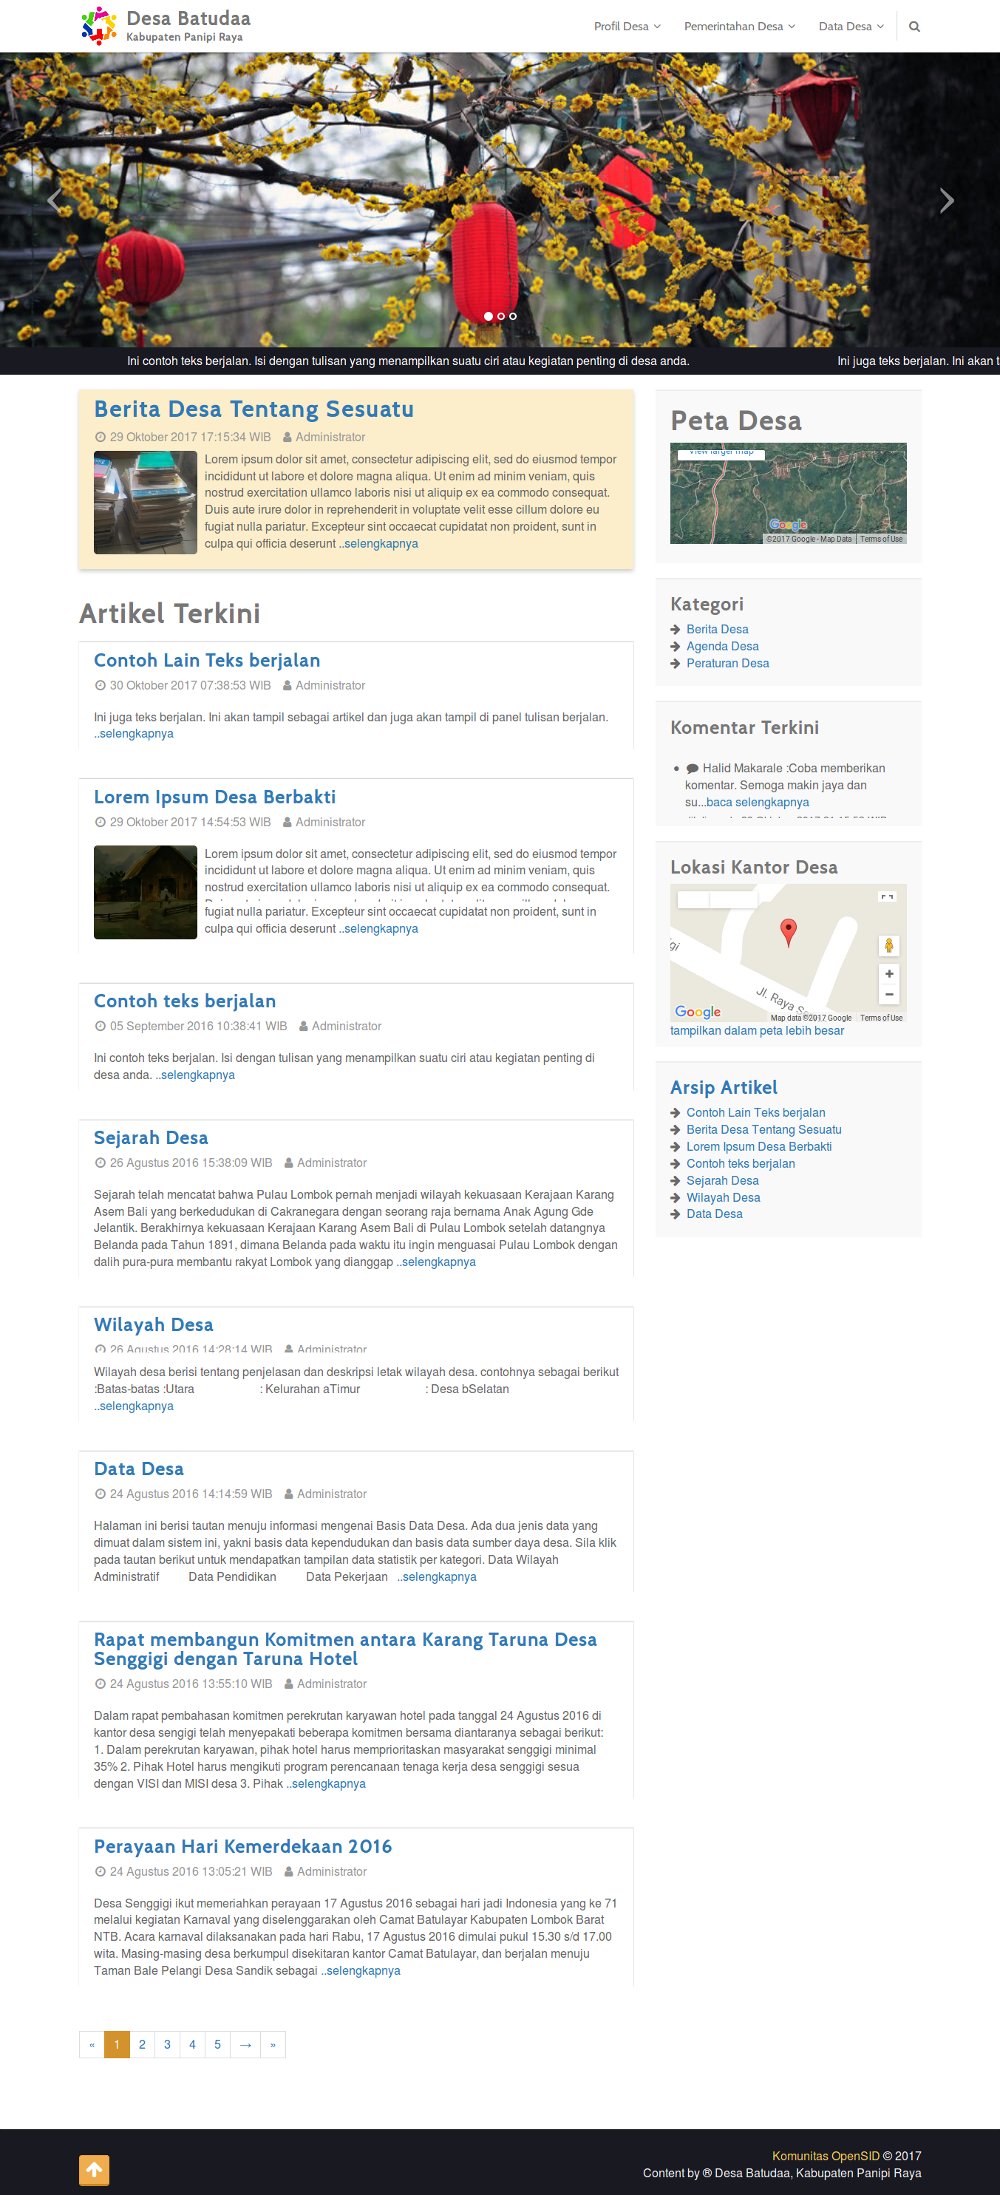 Desa Batudaa
Kabupaten Panipi Raya
Profil Desa
Pemerintahan Desa
Data Desa
Ini contoh teks berjalan. Isi dengan tulisan yang menampilkan suatu ciri atau kegiatan penting di desa anda.
Ini juga teks berjalan. Ini akan t
Berita Desa Tentang Sesuatu
29 Oktober 2017 17:15:34 WIB Administrator
Lorem ipsum dolor sit amet, consectetur adipiscing elit, sed do eiusmod tempor
incididunt ut labore et dolore magna aliqua. Ut enim ad minim veniam, quis
nostrud exercitation ullamco laboris nisi ut aliquip ex ea commodo consequat.
Duis aute irure dolor in reprehenderit in voluptate velit esse cillum dolore eu
fugiat nulla pariatur. Excepteur sint occaecat cupidatat non proident, sunt in
culpa qui officia deserunt ..selengkapnya
Artikel Terkini
Contoh Lain Teks berjalan
30 Oktober 2017 07:38:53 WIB Administrator
Ini juga teks berjalan. Ini akan tampil sebagai artikel dan juga akan tampil di panel tulisan berjalan.
..selengkapnya
Lorem Ipsum Desa Berbakti
29 Oktober 2017 14:54:53 WIB Administrator
Lorem ipsum dolor sit amet, consectetur adipiscing elit, sed do eiusmod tempor
incididunt ut labore et dolore magna aliqua. Ut enim ad minim veniam, quis
nostrud exercitation ullamco laboris nisi ut aliquip ex ea commodo consequat.
fugiat nulla pariatur. Excepteur sint occaecat cupidatat non proident, sunt in
culpa qui officia deserunt ..selengkapnya
Contoh teks berjalan
05 September 2016 10:38:41 WIB Administrator
Ini contoh teks berjalan. Isi dengan tulisan yang menampilkan suatu ciri atau kegiatan penting di
desa anda. ..selengkapnya
Sejarah Desa
26 Agustus 2016 15:38:09 WIB Administrator
Sejarah telah mencatat bahwa Pulau Lombok pernah menjadi wilayah kekuasaan Kerajaan Karang
Asem Bali yang berkedudukan di Cakranegara dengan seorang raja bernama Anak Agung Gde
Jelantik. Berakhirnya kekuasaan Kerajaan Karang Asem Bali di Pulau Lombok setelah datangnya
Belanda pada Tahun 1891, dimana Belanda pada waktu itu ingin menguasai Pulau Lombok dengan
dalih pura-pura membantu rakyat Lombok yang dianggap ..selengkapnya
Wilayah Desa
26 Agustus 2016 14:28:14 WIB Administrator
Wilayah desa berisi tentang penjelasan dan deskripsi letak wilayah desa. contohnya sebagai berikut
:Batas-batas :Utara : Kelurahan aTimur : Desa bSelatan
..selengkapnya
Data Desa
24 Agustus 2016 14:14:59 WIB Administrator
Halaman ini berisi tautan menuju informasi mengenai Basis Data Desa. Ada dua jenis data yang
dimuat dalam sistem ini, yakni basis data kependudukan dan basis data sumber daya desa. Sila klik
pada tautan berikut untuk mendapatkan tampilan data statistik per kategori. Data Wilayah
Administratif Data Pendidikan Data Pekerjaan ..selengkapnya
Rapat membangun Komitmen antara Karang Taruna Desa
Senggigi dengan Taruna Hotel
24 Agustus 2016 13:55:10 WIB Administrator
Dalam rapat pembahasan komitmen perekrutan karyawan hotel pada tanggal 24 Agustus 2016 di
kantor desa sengigi telah menyepakati beberapa komitmen bersama diantaranya sebagai berikut:
1. Dalam perekrutan karyawan, pihak hotel harus memprioritaskan masyarakat senggigi minimal
35% 2. Pihak Hotel harus mengikuti program perencanaan tenaga kerja desa senggigi sesua
dengan VISI dan MISI desa 3. Pihak ..selengkapnya
Perayaan Hari Kemerdekaan 2016
24 Agustus 2016 13:05:21 WIB Administrator
Desa Senggigi ikut memeriahkan perayaan 17 Agustus 2016 sebagai hari jadi Indonesia yang ke 71
melalui kegiatan Karnaval yang diselenggarakan oleh Camat Batulayar Kabupaten Lombok Barat
NTB. Acara karnaval dilaksanakan pada hari Rabu, 17 Agustus 2016 dimulai pukul 15.30 s/d 17.00
wita. Masing-masing desa berkumpul disekitaran kantor Camat Batulayar, dan berjalan menuju
Taman Bale Pelangi Desa Sandik sebagai ..selengkapnya
« 1 2 3 4 5 → »
Peta Desa
View larger map
Google
©2017 Google - Map Data Terms of Use
Kategori
Berita Desa
Agenda Desa
Peraturan Desa
Komentar Terkini
Halid Makarale :Coba memberikan
komentar. Semoga makin jaya dan
su...baca selengkapnya
Lokasi Kantor Desa
igi
Jl. Raya Se
+
−
Google
Map data ©2017 Google Terms of Use
tampilkan dalam peta lebih besar
Arsip Artikel
Contoh Lain Teks berjalan
Berita Desa Tentang Sesuatu
Lorem Ipsum Desa Berbakti
Contoh teks berjalan
Sejarah Desa
Wilayah Desa
Data Desa
Komunitas OpenSID © 2017
Content by ® Desa Batudaa, Kabupaten Panipi Raya